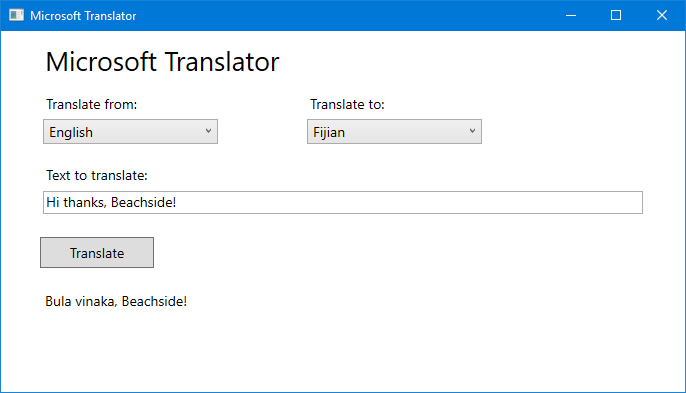 Microsoft Translator
Microsoft Translator
Translate from: Translate to:
English Fijian
Text to translate:
Hi thanks, Beachside!
Translate
Bula vinaka, Beachside!